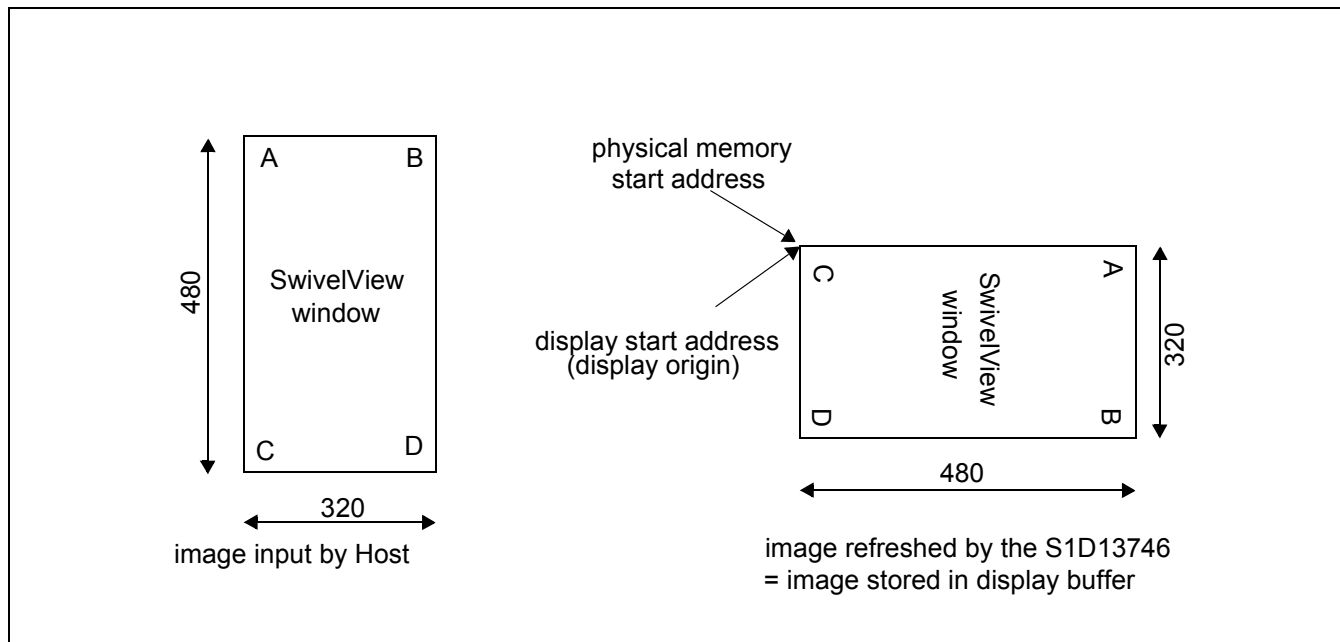 A B
SwivelView
window
C D
480
320
image input by Host
physical memory
start address
display start address
(display origin)
C A
SwivelView
window
D B
320
480
image refreshed by the S1D13746
= image stored in display buffer